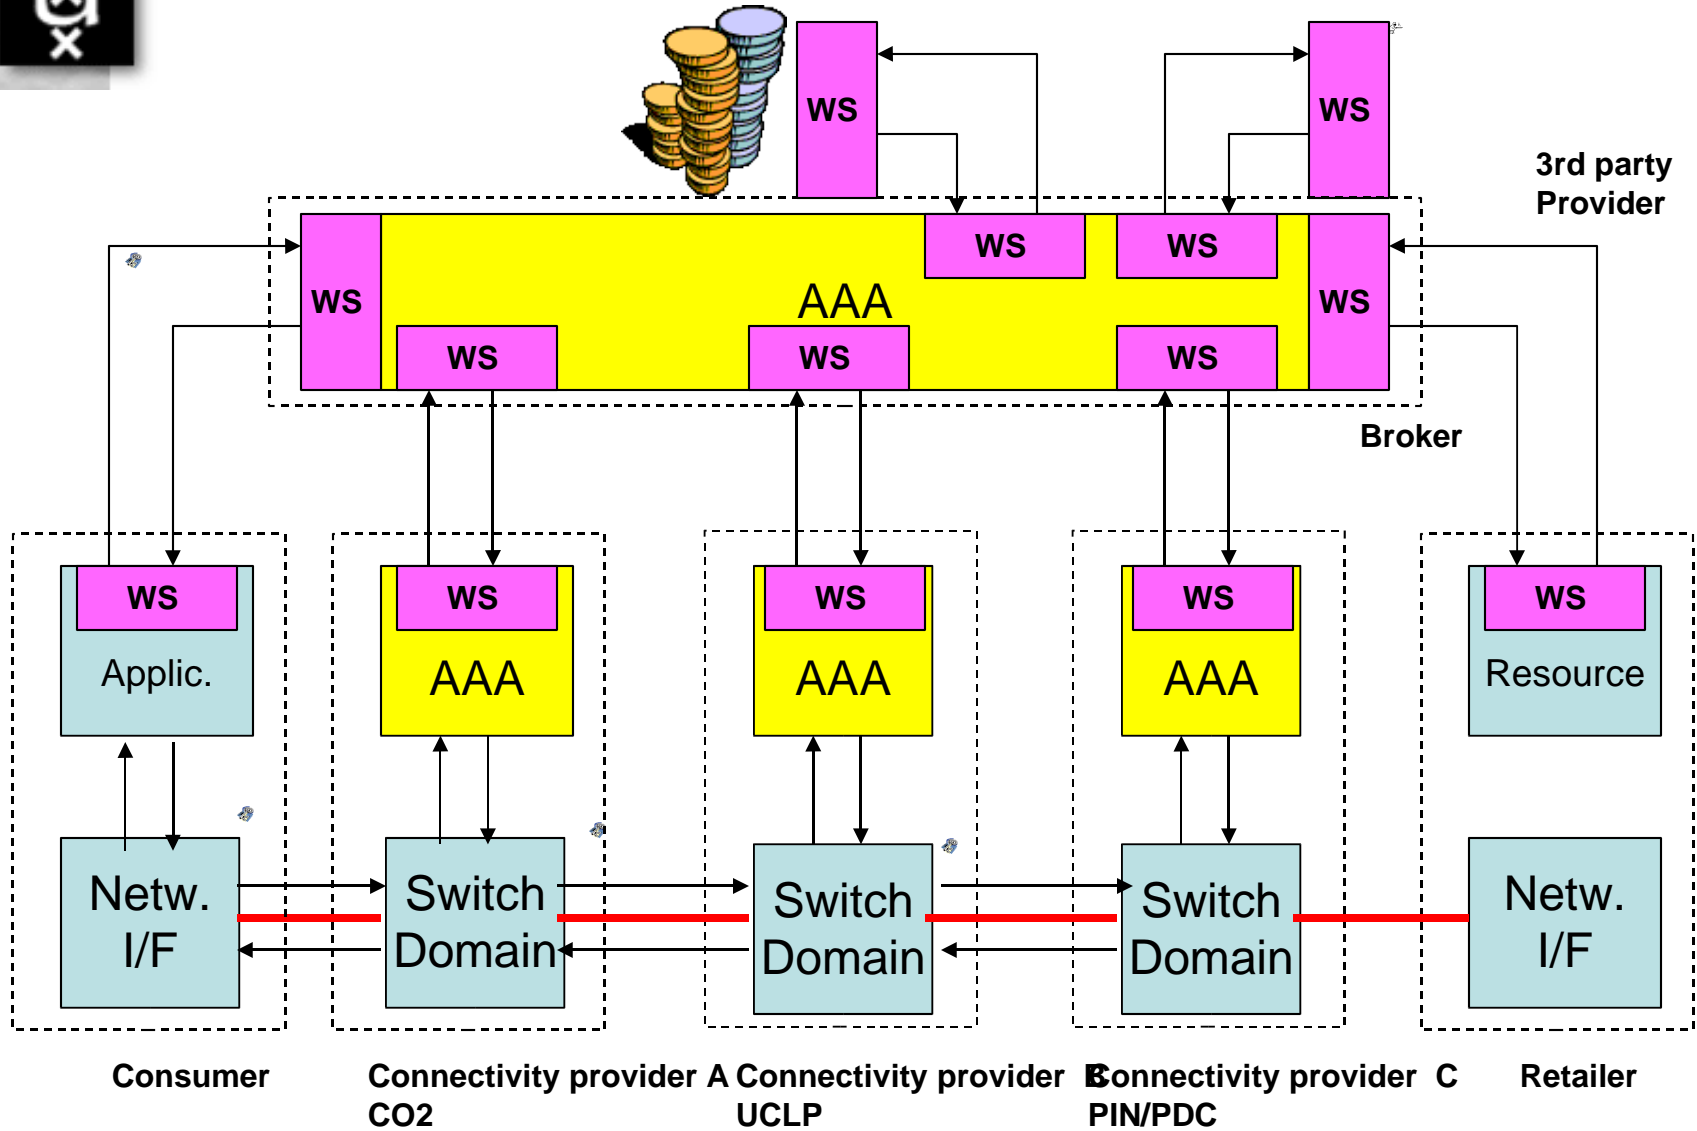 WS
WS
3rd party
Provider
WS
WS
WS
AAA
WS
WS
WS
WS
Broker
WS
WS
WS
WS
WS
Applic.
AAA
AAA
AAA
Resource
Netw.
I/F
Switch
Domain
Switch
Domain
Switch
Domain
Netw.
I/F
Consumer
Connectivity provider A
CO2
Connectivity provider B
UCLP
Connectivity provider C
PIN/PDC
Retailer